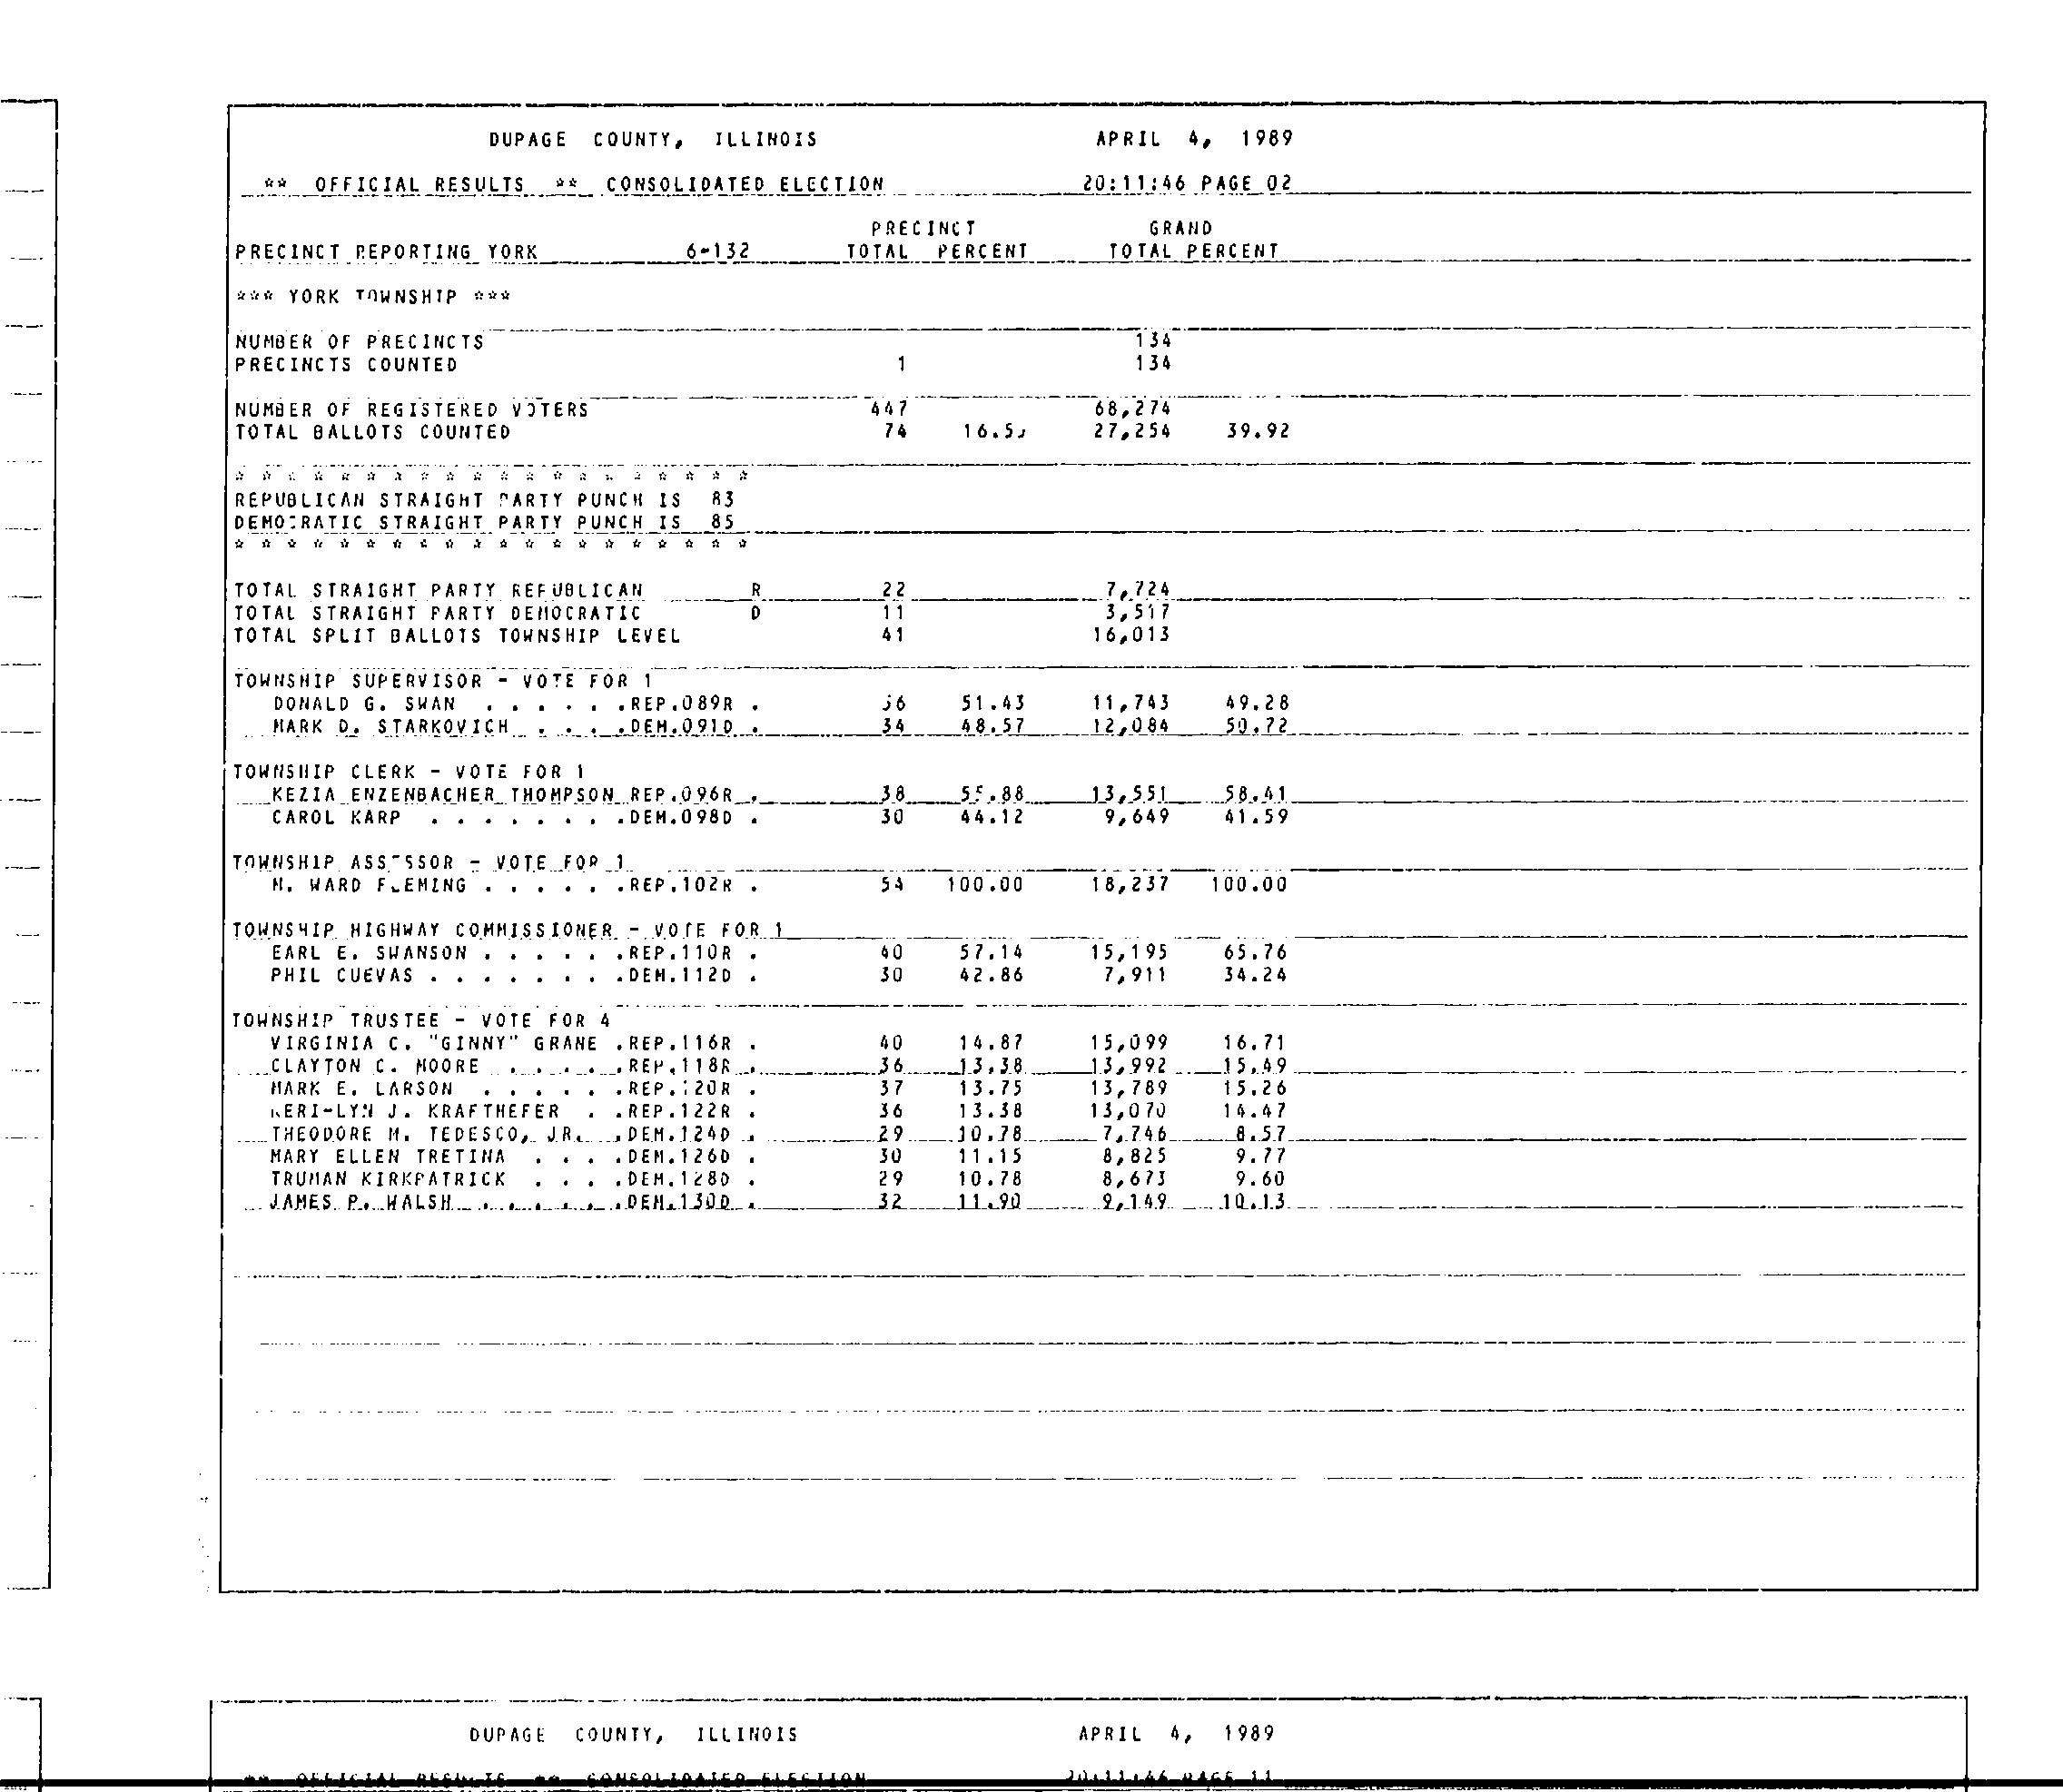 DUPAGE COUNTY, ILLINOIS APRIL 4, 1989
** OFFICIAL RESULTS ** CONSOLIDATED ELECTION 20:11:46 PAGE 02
PRECINCT GRAND
PRECINCT REPORTING YORK 6-132 TOTAL PERCENT TOTAL PERCENT
*** YORK TOWNSHIP ***
NUMBER OF PRECINCTS 134
PRECINCTS COUNTED 1 134
NUMBER OF REGISTERED VOTERS 447 68,274
TOTAL BALLOTS COUNTED 74 27,254 39.92
* * * * * * * * * * * * * * * * * * * *
REPUBLICAN STRAIGHT PARTY PUNCH IS 83
DEMOCRATIC STRAIGHT PARTY PUNCH IS 85
* * * * * * * * * * * * * * * * * * * *
TOTAL STRAIGHT PARTY REPUBLICAN R 22 7,724
TOTAL STRAIGHT PARTY DEMOCRATIC D 11 3,517
TOTAL SPLIT BALLOTS TOWNSHIP LEVEL 41 16,013
TOWNSHIP SUPERVISOR - VOTE FOR 1
DONALD G. SWAN . . . . . .REP.089R . 36 51.43 11,743 49.28
MARK D. STARKOVICH . . . .DEM.091D . 34 48.57 12,084 50.72
TOWNSHIP CLERK - VOTE FOR 1
KEZIA ENZENBACHER THOMPSON REP.096R . 38 55.88 13,551 58.41
CAROL KARP . . . . . . . .DEM.098D . 30 44.12 9,649 41.59
TOWNSHIP ASSESSOR - VOTE FOR 1
M. WARD FLEMING . . . . . .REP.102R . 54 100.00 18,237 100.00
TOWNSHIP HIGHWAY COMMISSIONER - VOTE FOR 1
EARL E. SWANSON . . . . . .REP.110R . 40 57.14 15,195 65.76
PHIL CUEVAS . . . . . . . .DEM.112D . 30 42.86 7,911 34.24
TOWNSHIP TRUSTEE - VOTE FOR 4
VIRGINIA C. "GINNY" GRANE .REP.116R . 40 14.87 15,099 16.71
CLAYTON C. MOORE . . . . . .REP.118R . 36 13.38 13,992 15.49
MARK E. LARSON . . . . . .REP.120R . 37 13.75 13,789 15.26
KERI-LYN J. KRAFTHEFER . .REP.122R . 36 13.38 13,070 14.47
THEODORE M. TEDESCO, JR. .DEM.124D . 29 10.78 7,746 8.57
MARY ELLEN TRETINA . . . .DEM.126D . 30 11.15 8,825 9.77
TRUMAN KIRKPATRICK . . . .DEM.128D . 29 10.78 8,673 9.60
JAMES P. WALSH . . . . . .DEM.130D . 32 11.90 9,149 10.13
DUPAGE COUNTY, ILLINOIS APRIL 4, 1989
** OFFICIAL RESULTS ** CONSOLIDATED ELECTION 20:11:46 PAGE 11